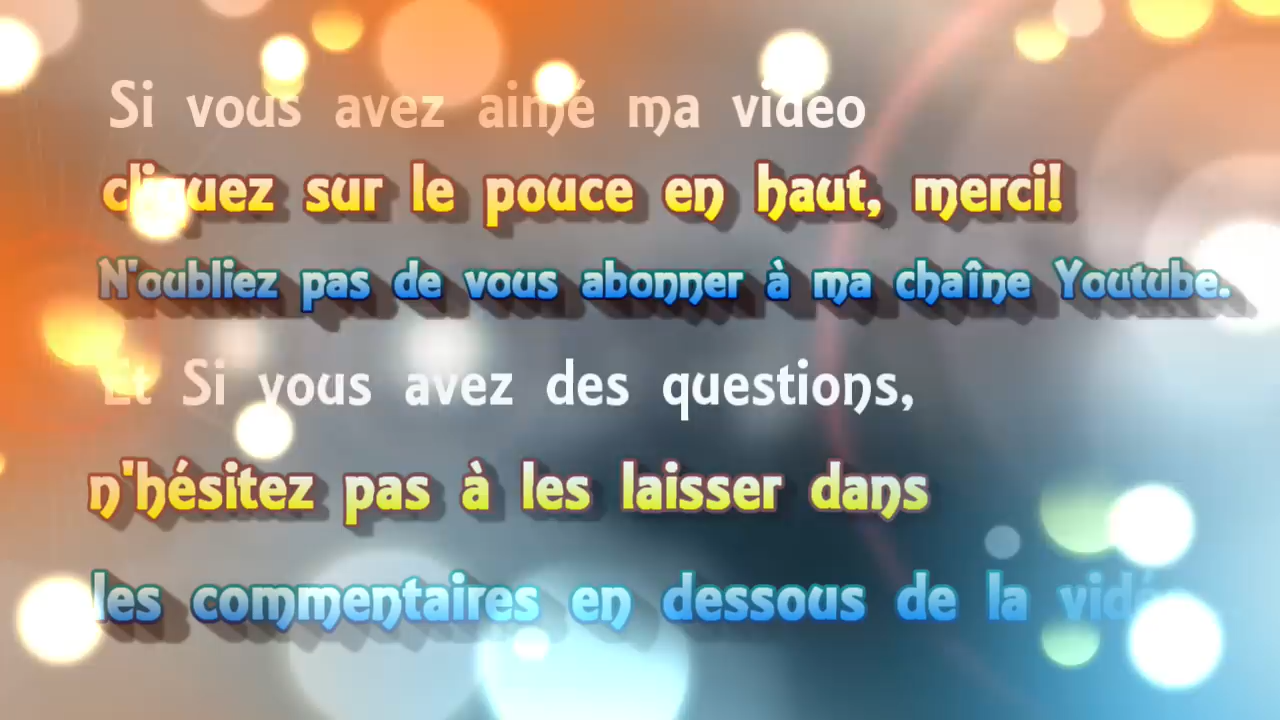 Si vous avez aimé ma video
cliquez sur le pouce en haut, merci!
N'oubliez pas de vous abonner à ma chaîne Youtube.
Et Si vous avez des questions,
n'hésitez pas à les laisser dans
les commentaires en dessous de la